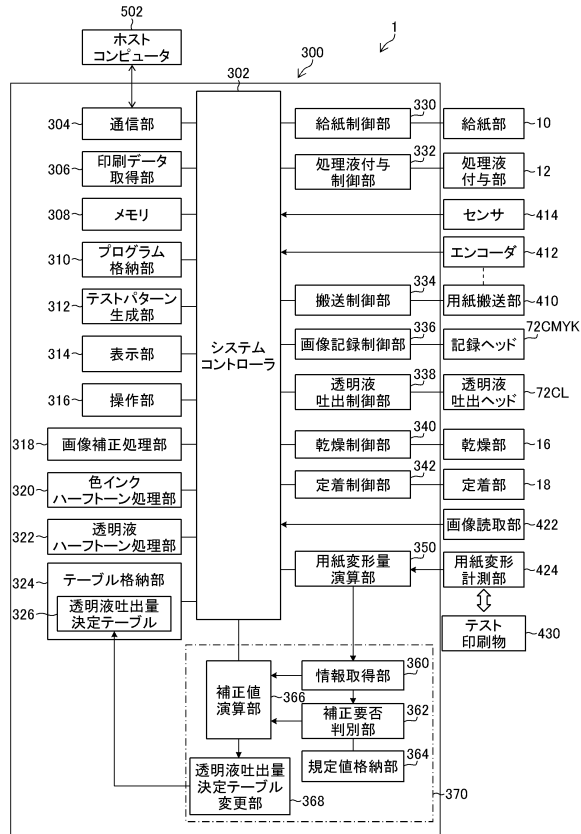 502
ホスト
コンピュータ
1
300
302
304
通信部
306
印刷データ
取得部
308
メモリ
310
プログラム
格納部
312
テストパターン
生成部
314
表示部
316
操作部
318
画像補正処理部
320
色インク
ハーフトーン処理部
322
透明液
ハーフトーン処理部
324
テーブル格納部
326
透明液吐出量
決定テーブル
システム
コントローラ
330
給紙制御部
給紙部
10
332
処理液付与
制御部
処理液
付与部
12
センサ
414
エンコーダ
412
334
搬送制御部
用紙搬送部
410
336
画像記録制御部
記録ヘッド
72CMYK
338
透明液
吐出制御部
透明液
吐出ヘッド
72CL
340
乾燥制御部
乾燥部
16
342
定着制御部
定着部
18
画像読取部
422
350
用紙変形量
演算部
用紙変形
計測部
424
テスト
印刷物
430
360
情報取得部
補正値
演算部
366
362
補正要否
判別部
364
規定値格納部
透明液吐出量
決定テーブル
変更部
368
370